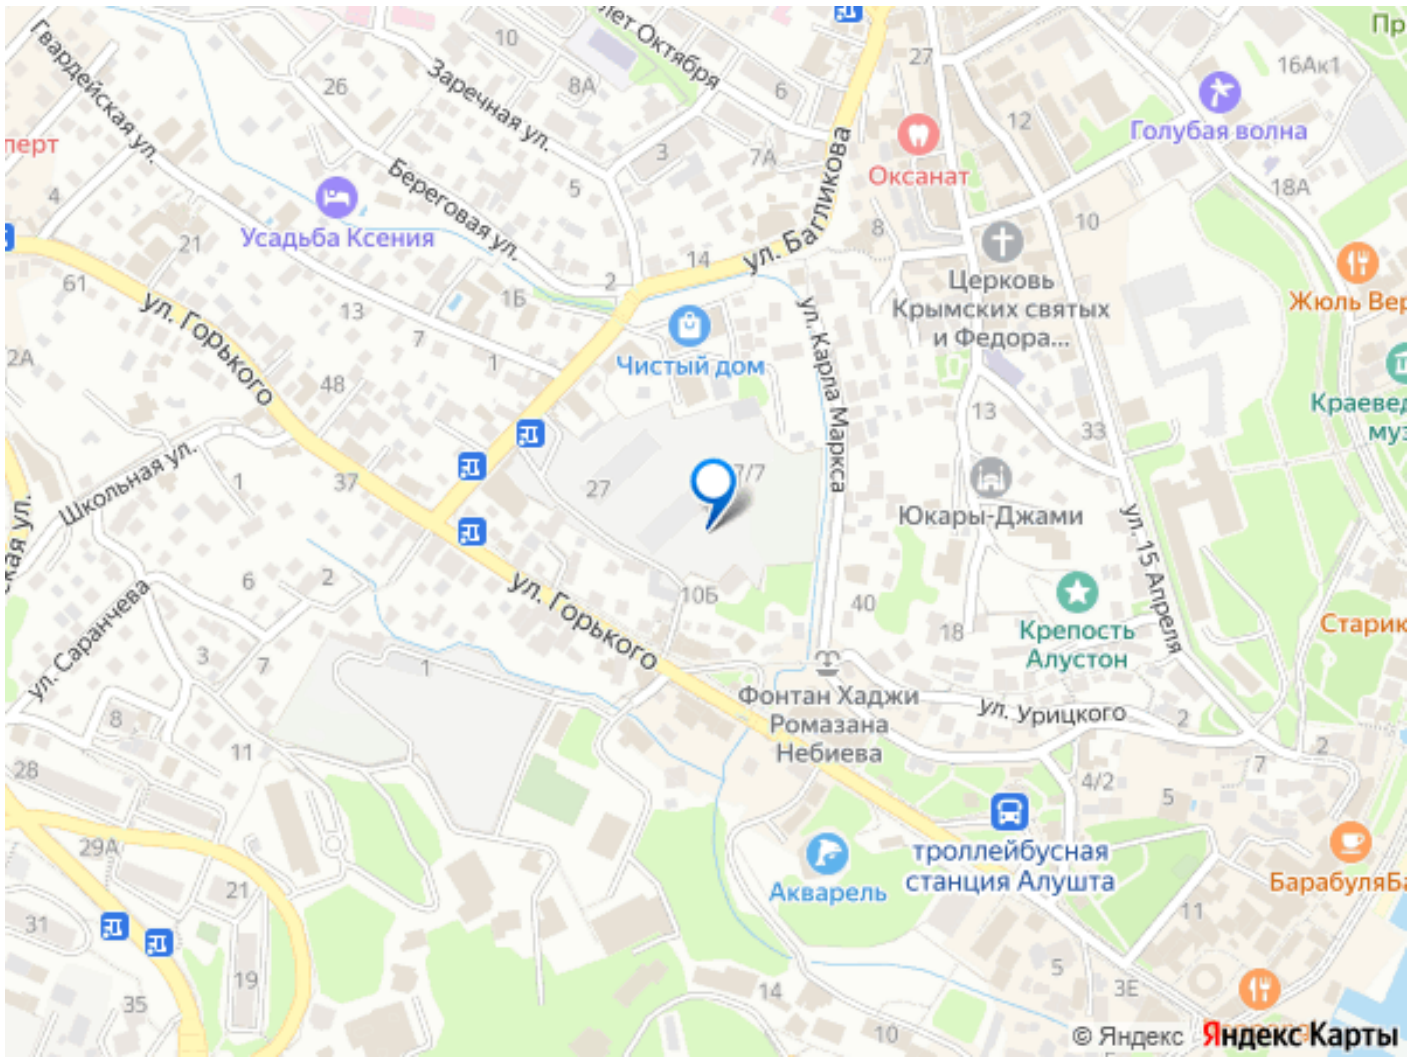 Гвардейская ул.
10
лет Октября
Пр
27
Заречная ул.
8А
16Ак1
26
6
12
Голубая волна
перт
3
7А
Оксанат
Береговая ул.
5
18А
4
ул. Багликова
8
10
Усадьба Ксения
21
14
Церковь
Крымских святых
и Федора...
61
2
1Б
Жюль Вер
ул. Горького
13
ул. Карла Маркса
7
1
Чистый дом
2А
48
Краевед
муз
13
33
37
7/7
Школьная ул.
1
27
Юкары-Джами
ская ул.
ул. 15 Апреля
6
2
ул. Горького
10Б
40
18
Крепость
Алустон
Старик
ул. Саранчева
3
7
1
Фонтан Хаджи
Ромазана
Небиева
ул. Урицкого
2
8
11
2
7
28
4/2
5
29А
троллейбусная
станция Алушта
Акварель
БарабуляБа
21
11
31
19
5
3Е
14
35
10
© Яндекс Яндекс Карты